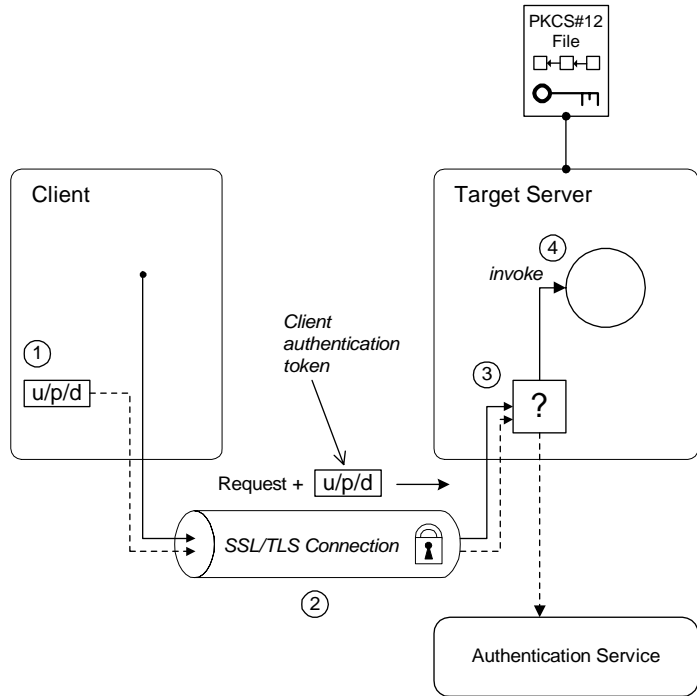 PKCS#12
File
Client
Target Server
4
invoke
Client
authentication
token
1
u/p/d
3
?
Request + u/p/d
SSL/TLS Connection
2
Authentication Service